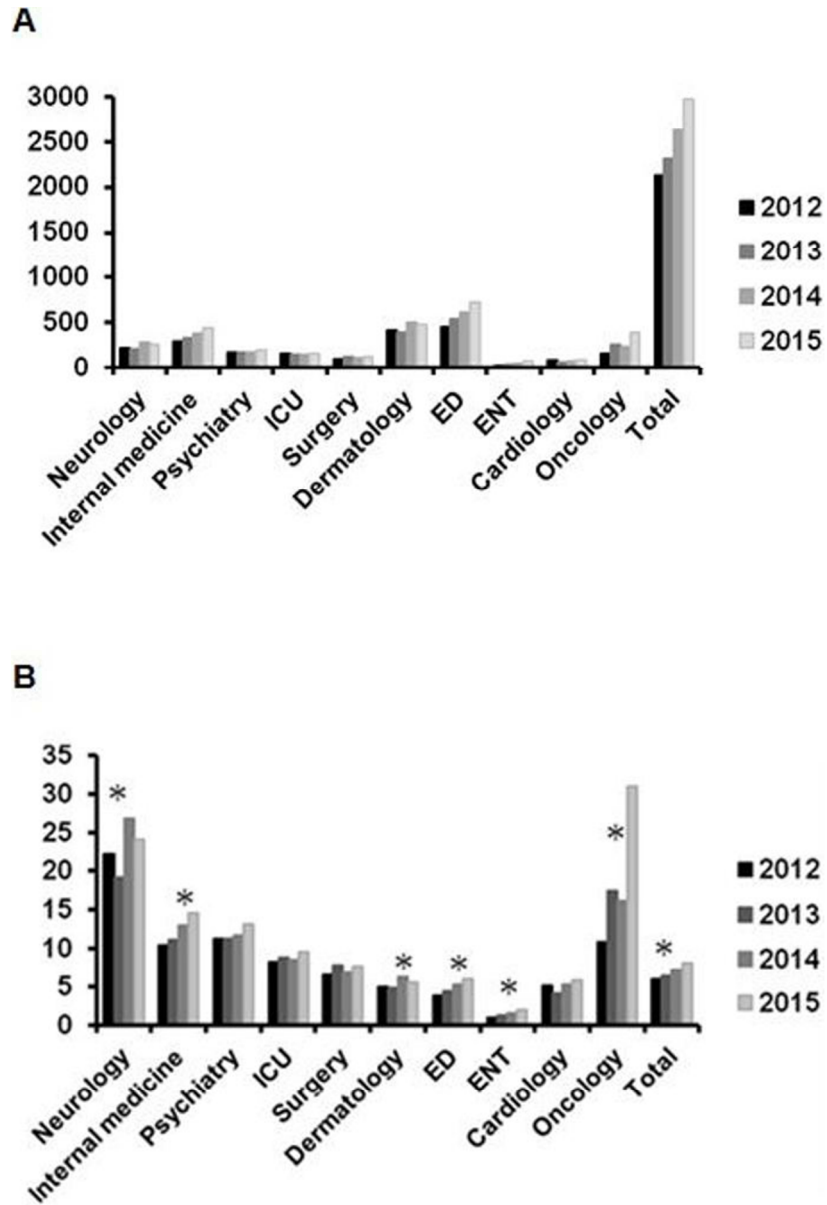 A
3000
2500
2000
1500
1000
500
0
Neurology
Internal medicine
Psychiatry
ICU
Surgery
Dermatology
ED
ENT
Cardiology
Oncology
Total
2012
2013
2014
2015
B
35
30
25
20
15
10
5
0
*
*
*
*
*
*
*
Neurology
Internal medicine
Psychiatry
ICU
Surgery
Dermatology
ED
ENT
Cardiology
Oncology
Total
2012
2013
2014
2015